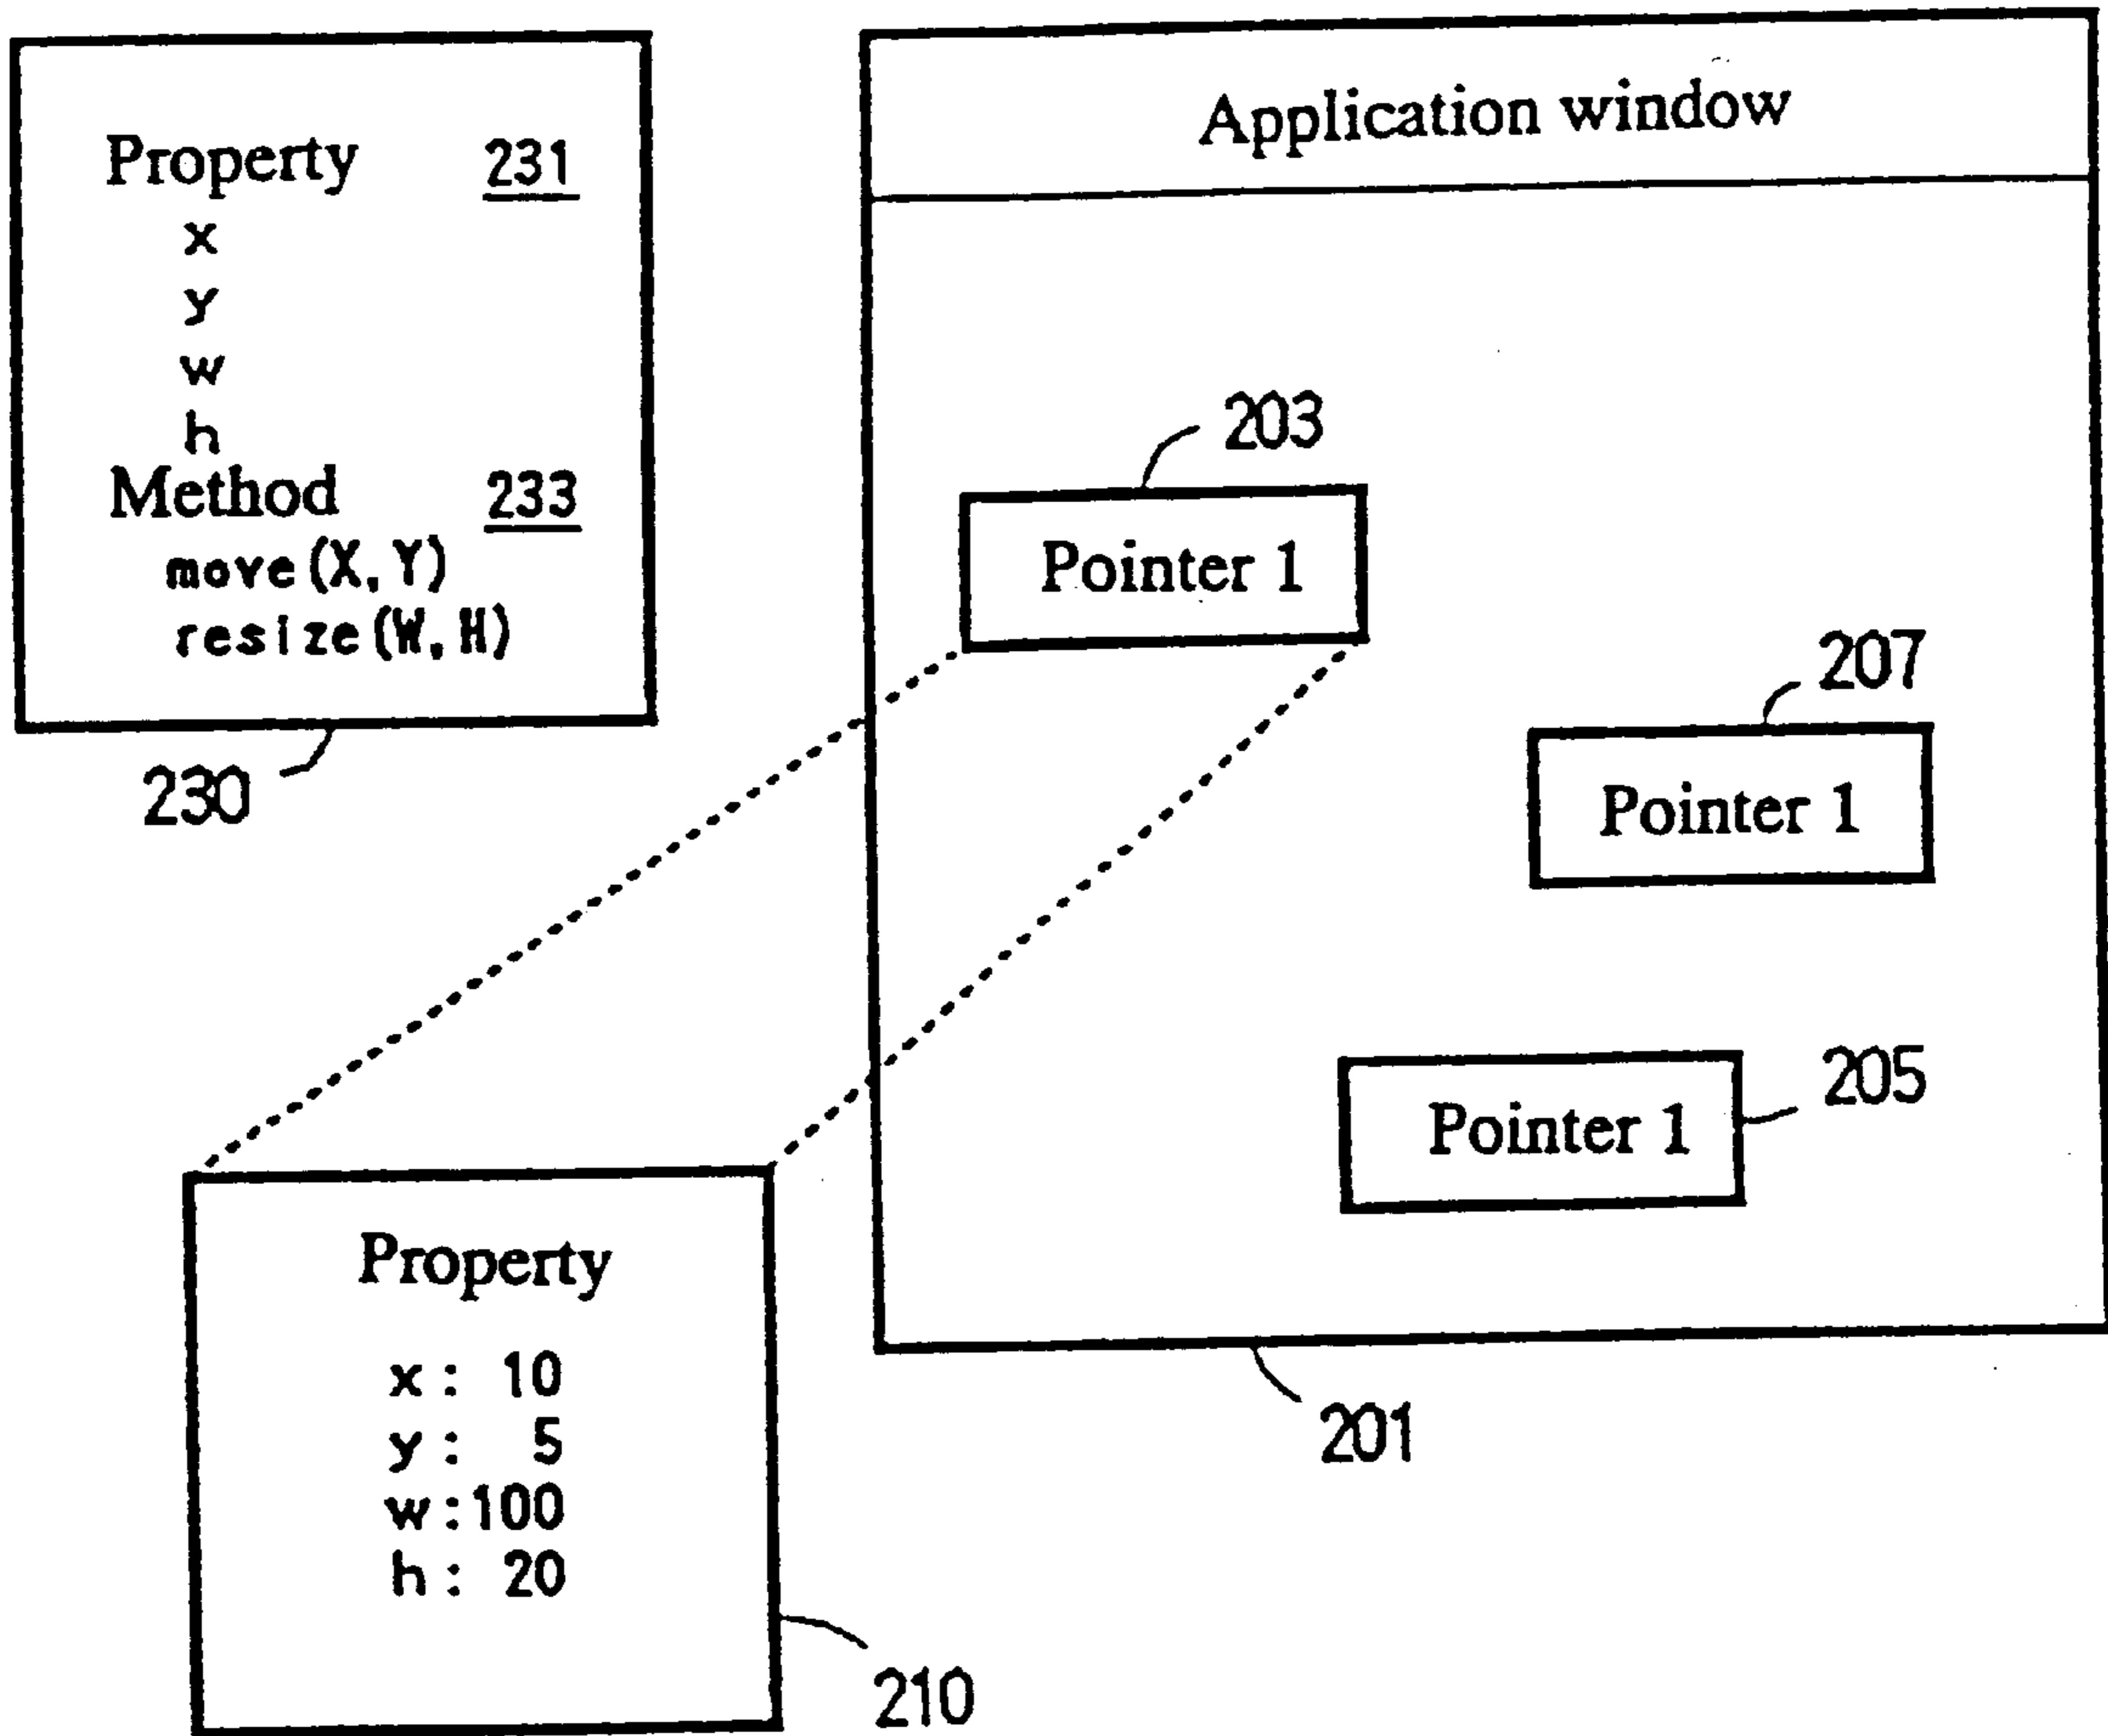 Property 231
x
y
w
h
Method 233
move(X,Y)
resize(W,H)
230
Application window
203
Pointer 1
207
Pointer 1
205
Pointer 1
201
Property
x: 10
y: 5
w:100
h: 20
210